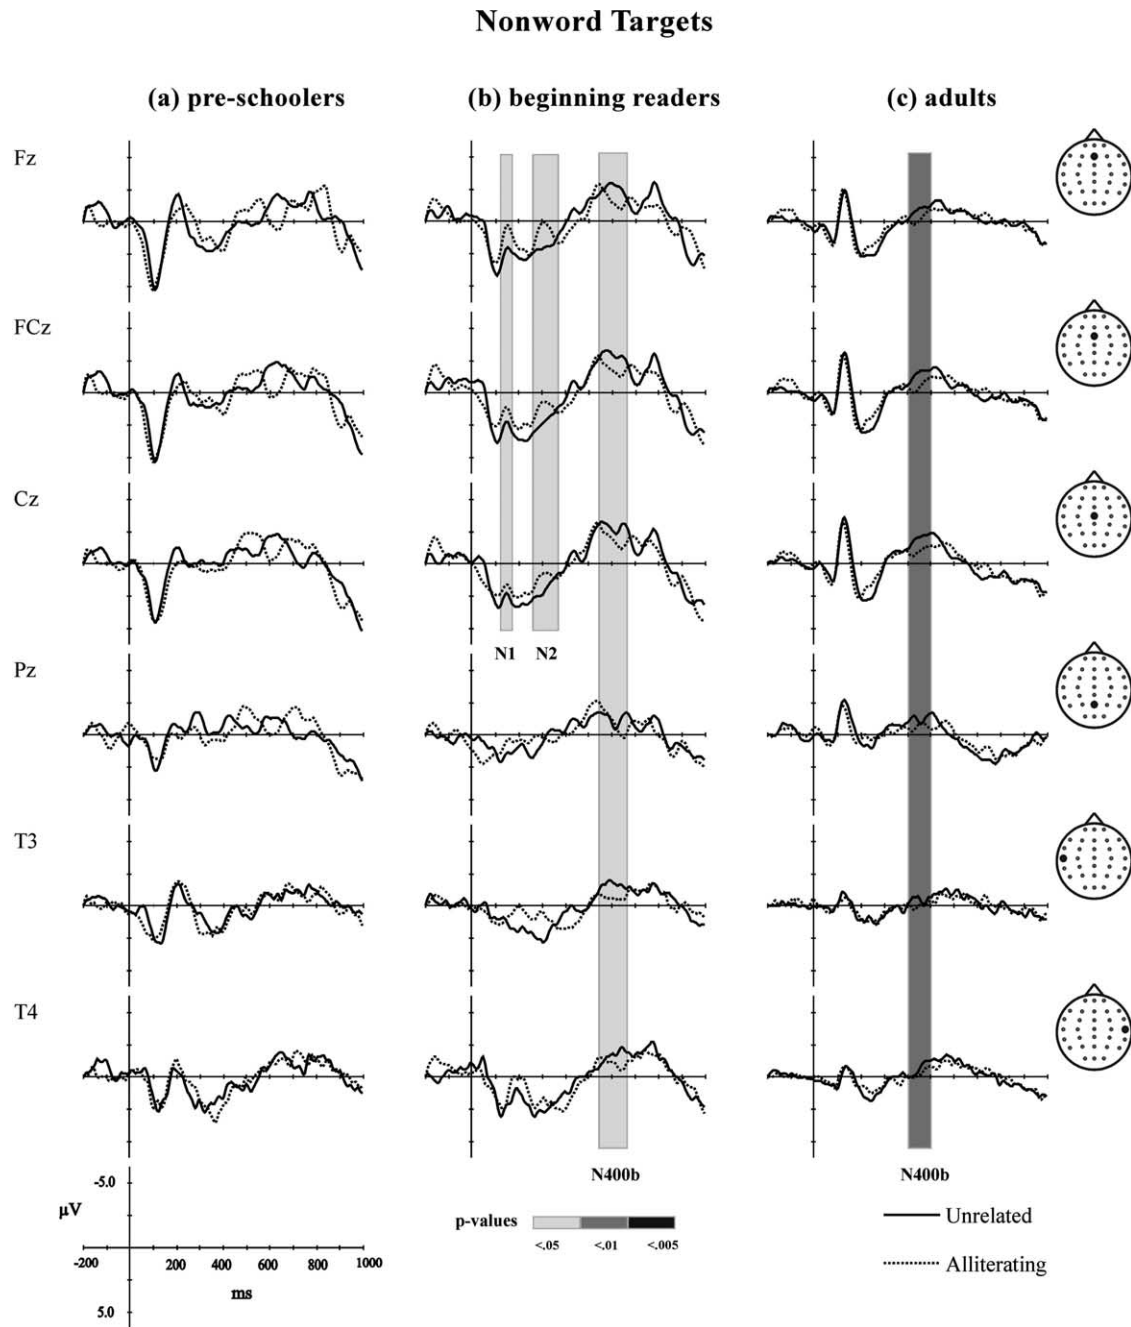 Nonword Targets
(a) pre-schoolers (b) beginning readers (c) adults
Fz
FCz
Cz
N1 N2
Pz
T3
T4
N400b N400b
-5.0
μV
p-values
<.05 <.01 <.005
Unrelated
-200 200 400 600 800 1000
Alliterating
ms
5.0